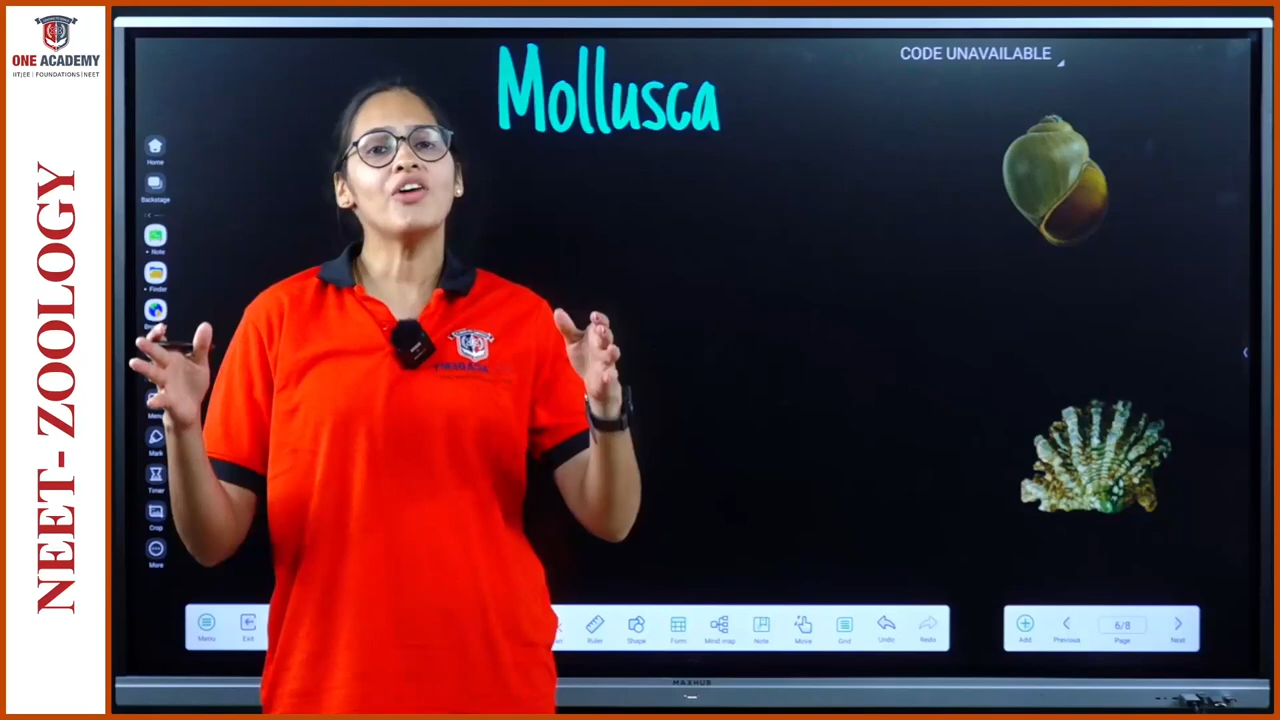 ONE ACADEMY
IIT|JEE | FOUNDATIONS | NEET
NEET- ZOOLOGY
Mollusca
CODE UNAVAILABLE
Home
Backstage
Note
Finder
Menu
Mark
Timer
Crop
More
Menu
Exit
Ruler
Shape
Form
Mind map
Note
Move
Grid
Undo
Redo
Add
Previous
6/8
Page
Next
MAXHUB